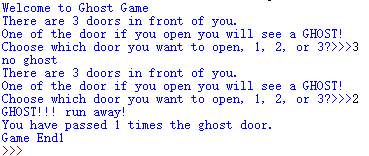 Welcome to Ghost Game
There are 3 doors in front of you.
One of the door if you open you will see a GHOST!
Choose which door you want to open, 1, 2, or 3?>>>3
no ghost
There are 3 doors in front of you.
One of the door if you open you will see a GHOST!
Choose which door you want to open, 1, 2, or 3?>>>2
GHOST!!! run away!
You have passed 1 times the ghost door.
Game End1
>>>